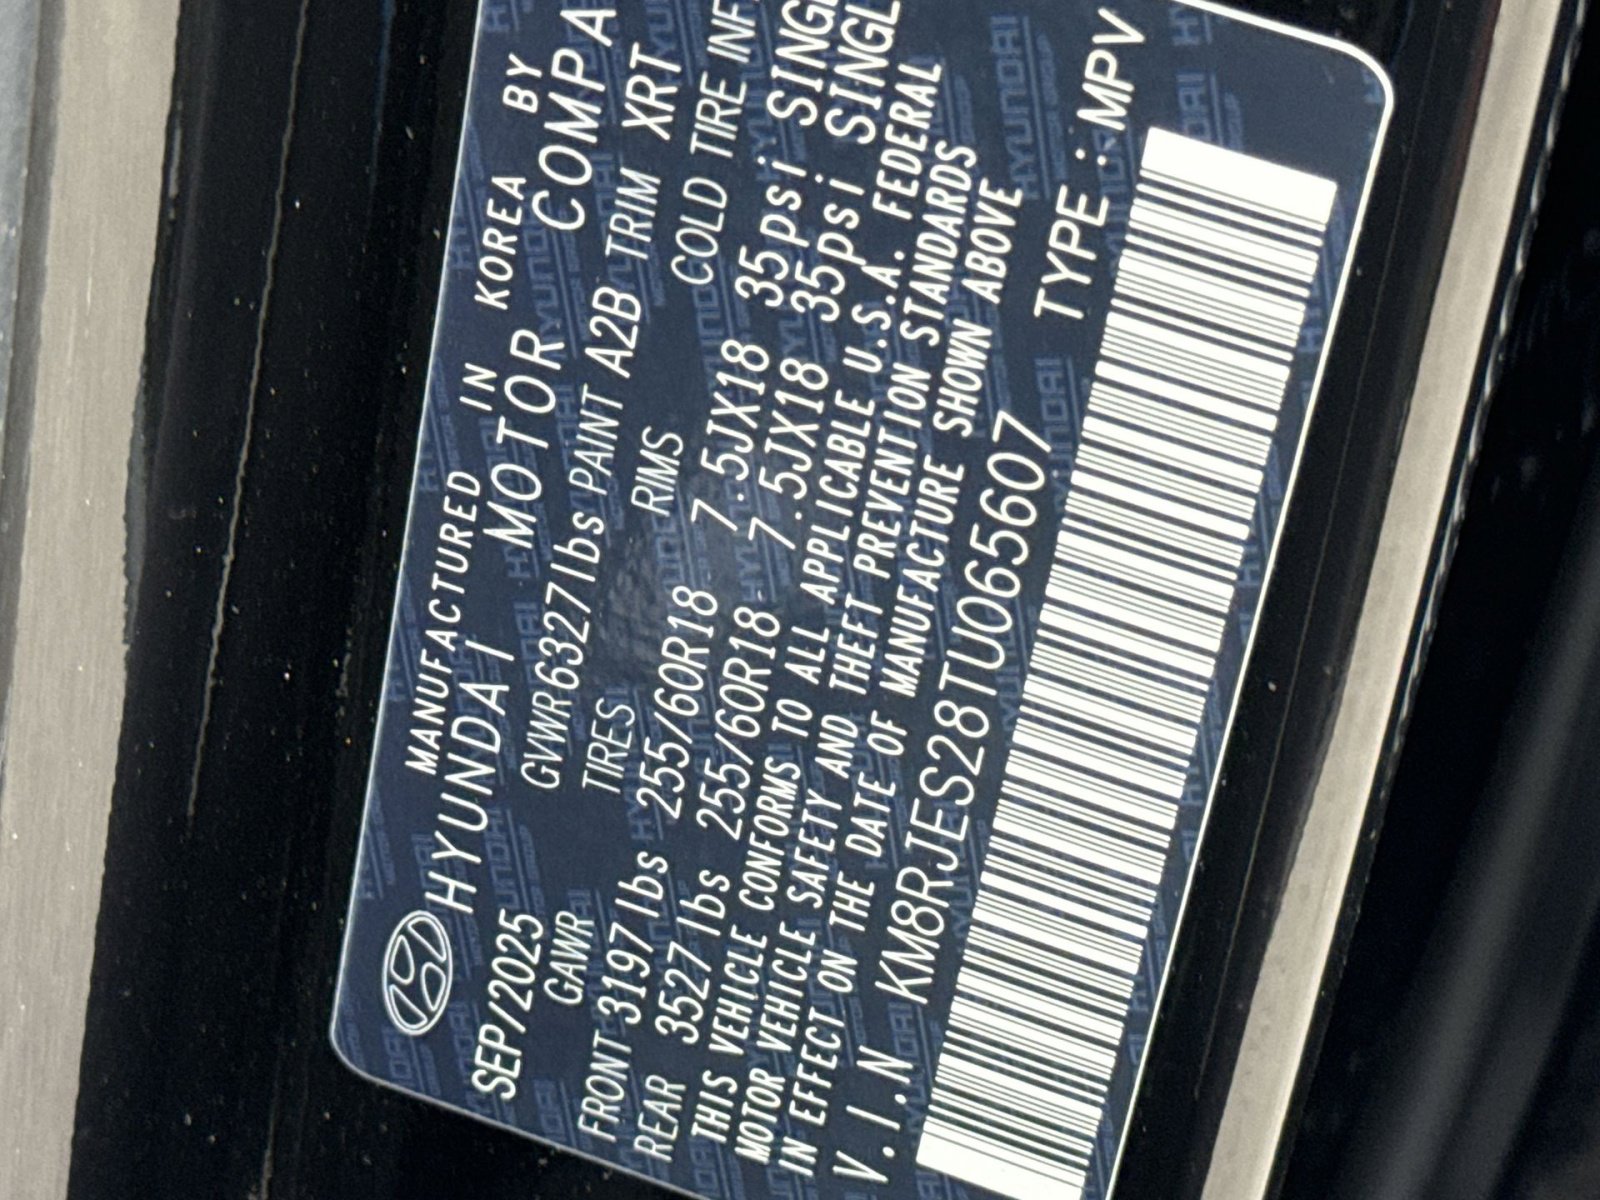 MANUFACTURED IN KOREA BY
HYUNDAI MOTOR COMPA
SEP/2025 GVWR6327lbs PAINT A2B TRIM XRT
GAWR TIRES RIMS COLD TIRE INF
FRONT 3197lbs 255/60R18 7.5JX18 35psi SINGL
REAR 3527lbs 255/60R18 7.5JX18 35psi SINGL
THIS VEHICLE CONFORMS TO ALL APPLICABLE U.S.A. FEDERAL
MOTOR VEHICLE SAFETY AND THEFT PREVENTION STANDARDS
IN EFFECT ON THE DATE OF MANUFACTURE SHOWN ABOVE
V.I.N KM8RJES28TU065607 TYPE : MPV